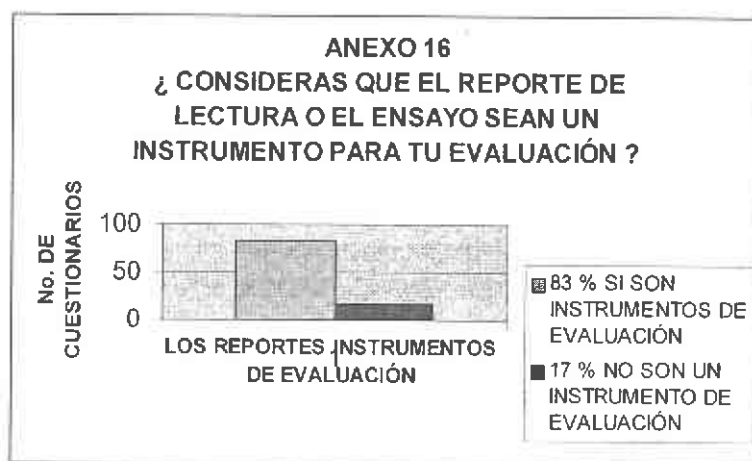 ANEXO 16
¿ CONSIDERAS QUE EL REPORTE DE
LECTURA O EL ENSAYO SEAN UN
INSTRUMENTO PARA TU EVALUACIÓN ?
No. DE
CUESTIONARIOS
100
50
0
LOS REPORTES ,INSTRUMENTOS
DE EVALUACIÓN
83 % SI SON
INSTRUMENTOS DE
EVALUACIÓN
17 % NO SON UN
INSTRUMENTO DE
EVALUACIÓN